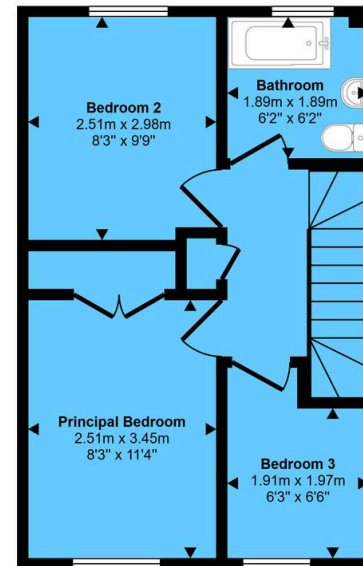 Bedroom 2
2.51m x 2.98m
8'3" x 9'9"
Bathroom
1.89m x 1.89m
6'2" x 6'2"
Principal Bedroom
2.51m x 3.45m
8'3" x 11'4"
Bedroom 3
1.91m x 1.97m
6'3" x 6'6"